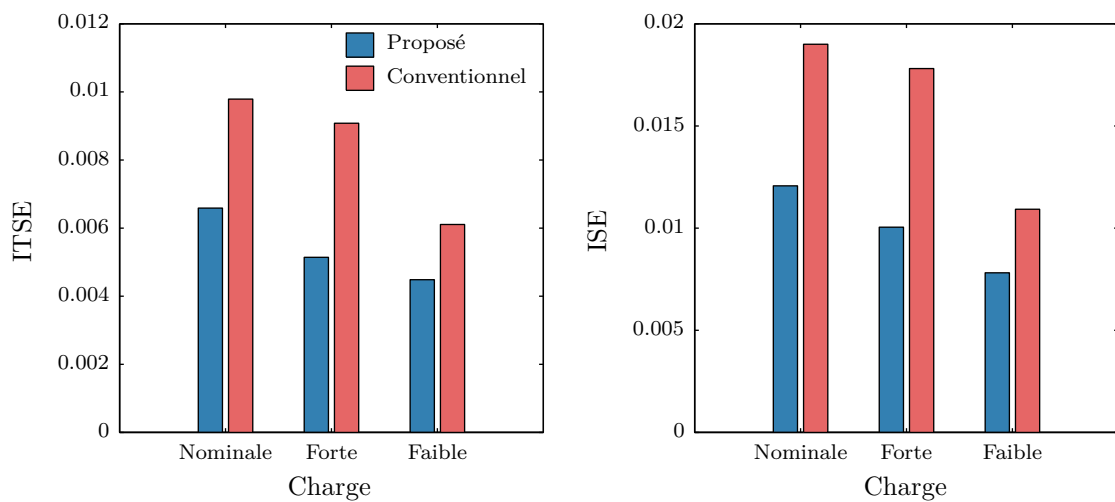 0.012
0.01
0.008
0.006
0.004
0.002
0
ITSE
Proposé
Conventionnel
Nominale
Forte
Faible
Charge
0.02
0.015
0.01
0.005
0
ISE
Nominale
Forte
Faible
Charge